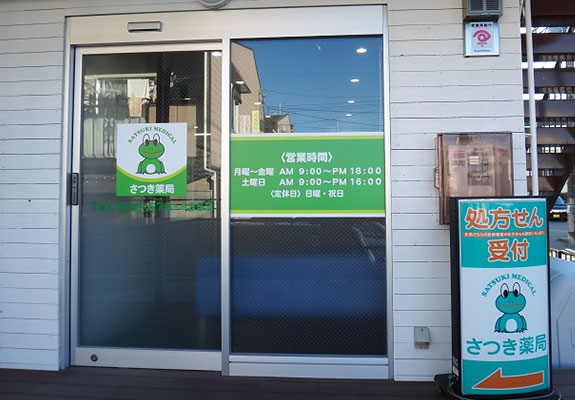 SATSUKI MEDICAL
さつき薬局
〈営業時間〉
月曜〜金曜 AM 9:00〜PM 18:00
土曜日 AM 9:00〜PM 16:00
〈定休日〉日曜・祝日
処方せん
受付
SATSUKI MEDICAL
さつき薬局